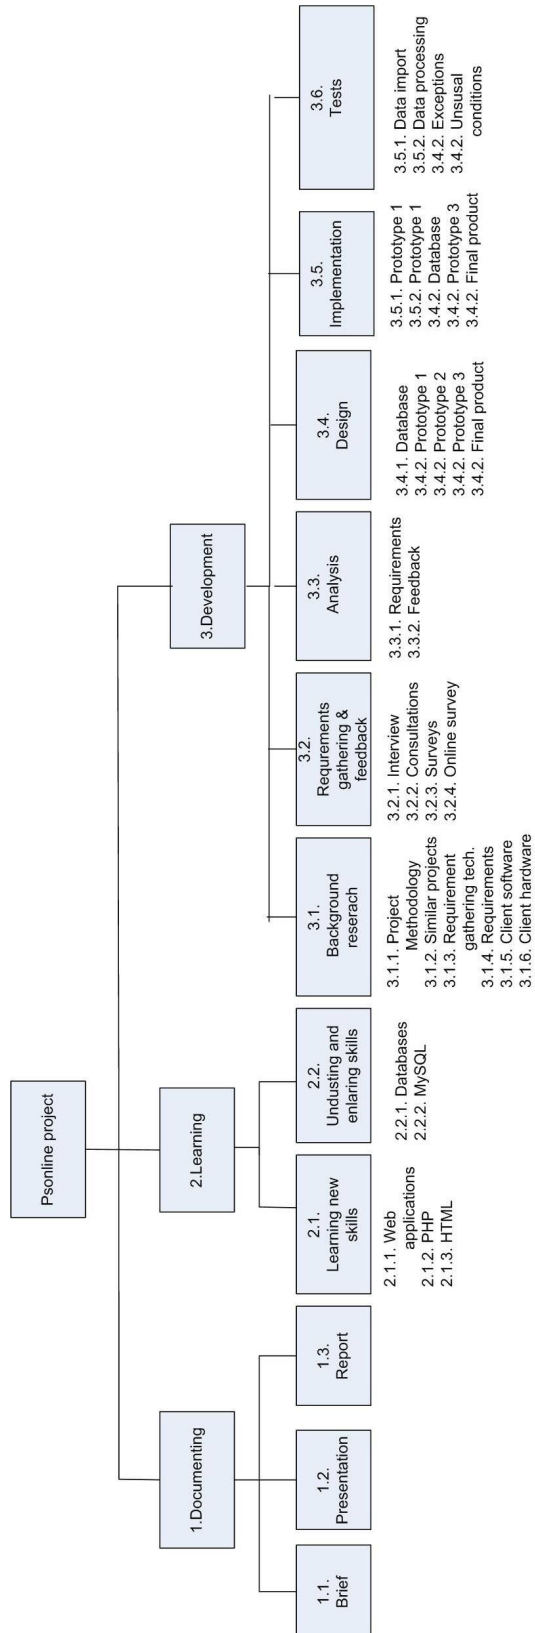 Psonline project
1.Documenting
2.Learning
3.Development
1.1.
Brief
1.2.
Presentation
1.3.
Report
2.1.
Learning new
skills
2.1.1. Web
applications
2.1.2. PHP
2.1.3. HTML
2.2.
Undusting and
enlaring skills
2.2.1. Databases
2.2.2. MySQL
3.1.
Background
reserach
3.1.1. Project
Methodology
3.1.2. Similar projects
3.1.3. Requirement
gathering tech.
3.1.4. Requirements
3.1.5. Client software
3.1.6. Client hardware
3.2.
Requrements
gathering &
feedback
3.2.1. Interview
3.2.2. Consultations
3.2.3. Surveys
3.2.4. Online survey
3.3.
Analysis
3.3.1. Requirements
3.3.2. Feedback
3.4.
Design
3.4.1. Database
3.4.2. Prototype 1
3.4.2. Prototype 2
3.4.2. Prototype 3
3.4.2. Final product
3.5.
Implementation
3.5.1. Prototype 1
3.5.2. Prototype 1
3.4.2. Database
3.4.2. Prototype 3
3.4.2. Final product
3.6.
Tests
3.5.1. Data import
3.5.2. Data processing
3.4.2. Exceptions
3.4.2. Unsusal
conditions